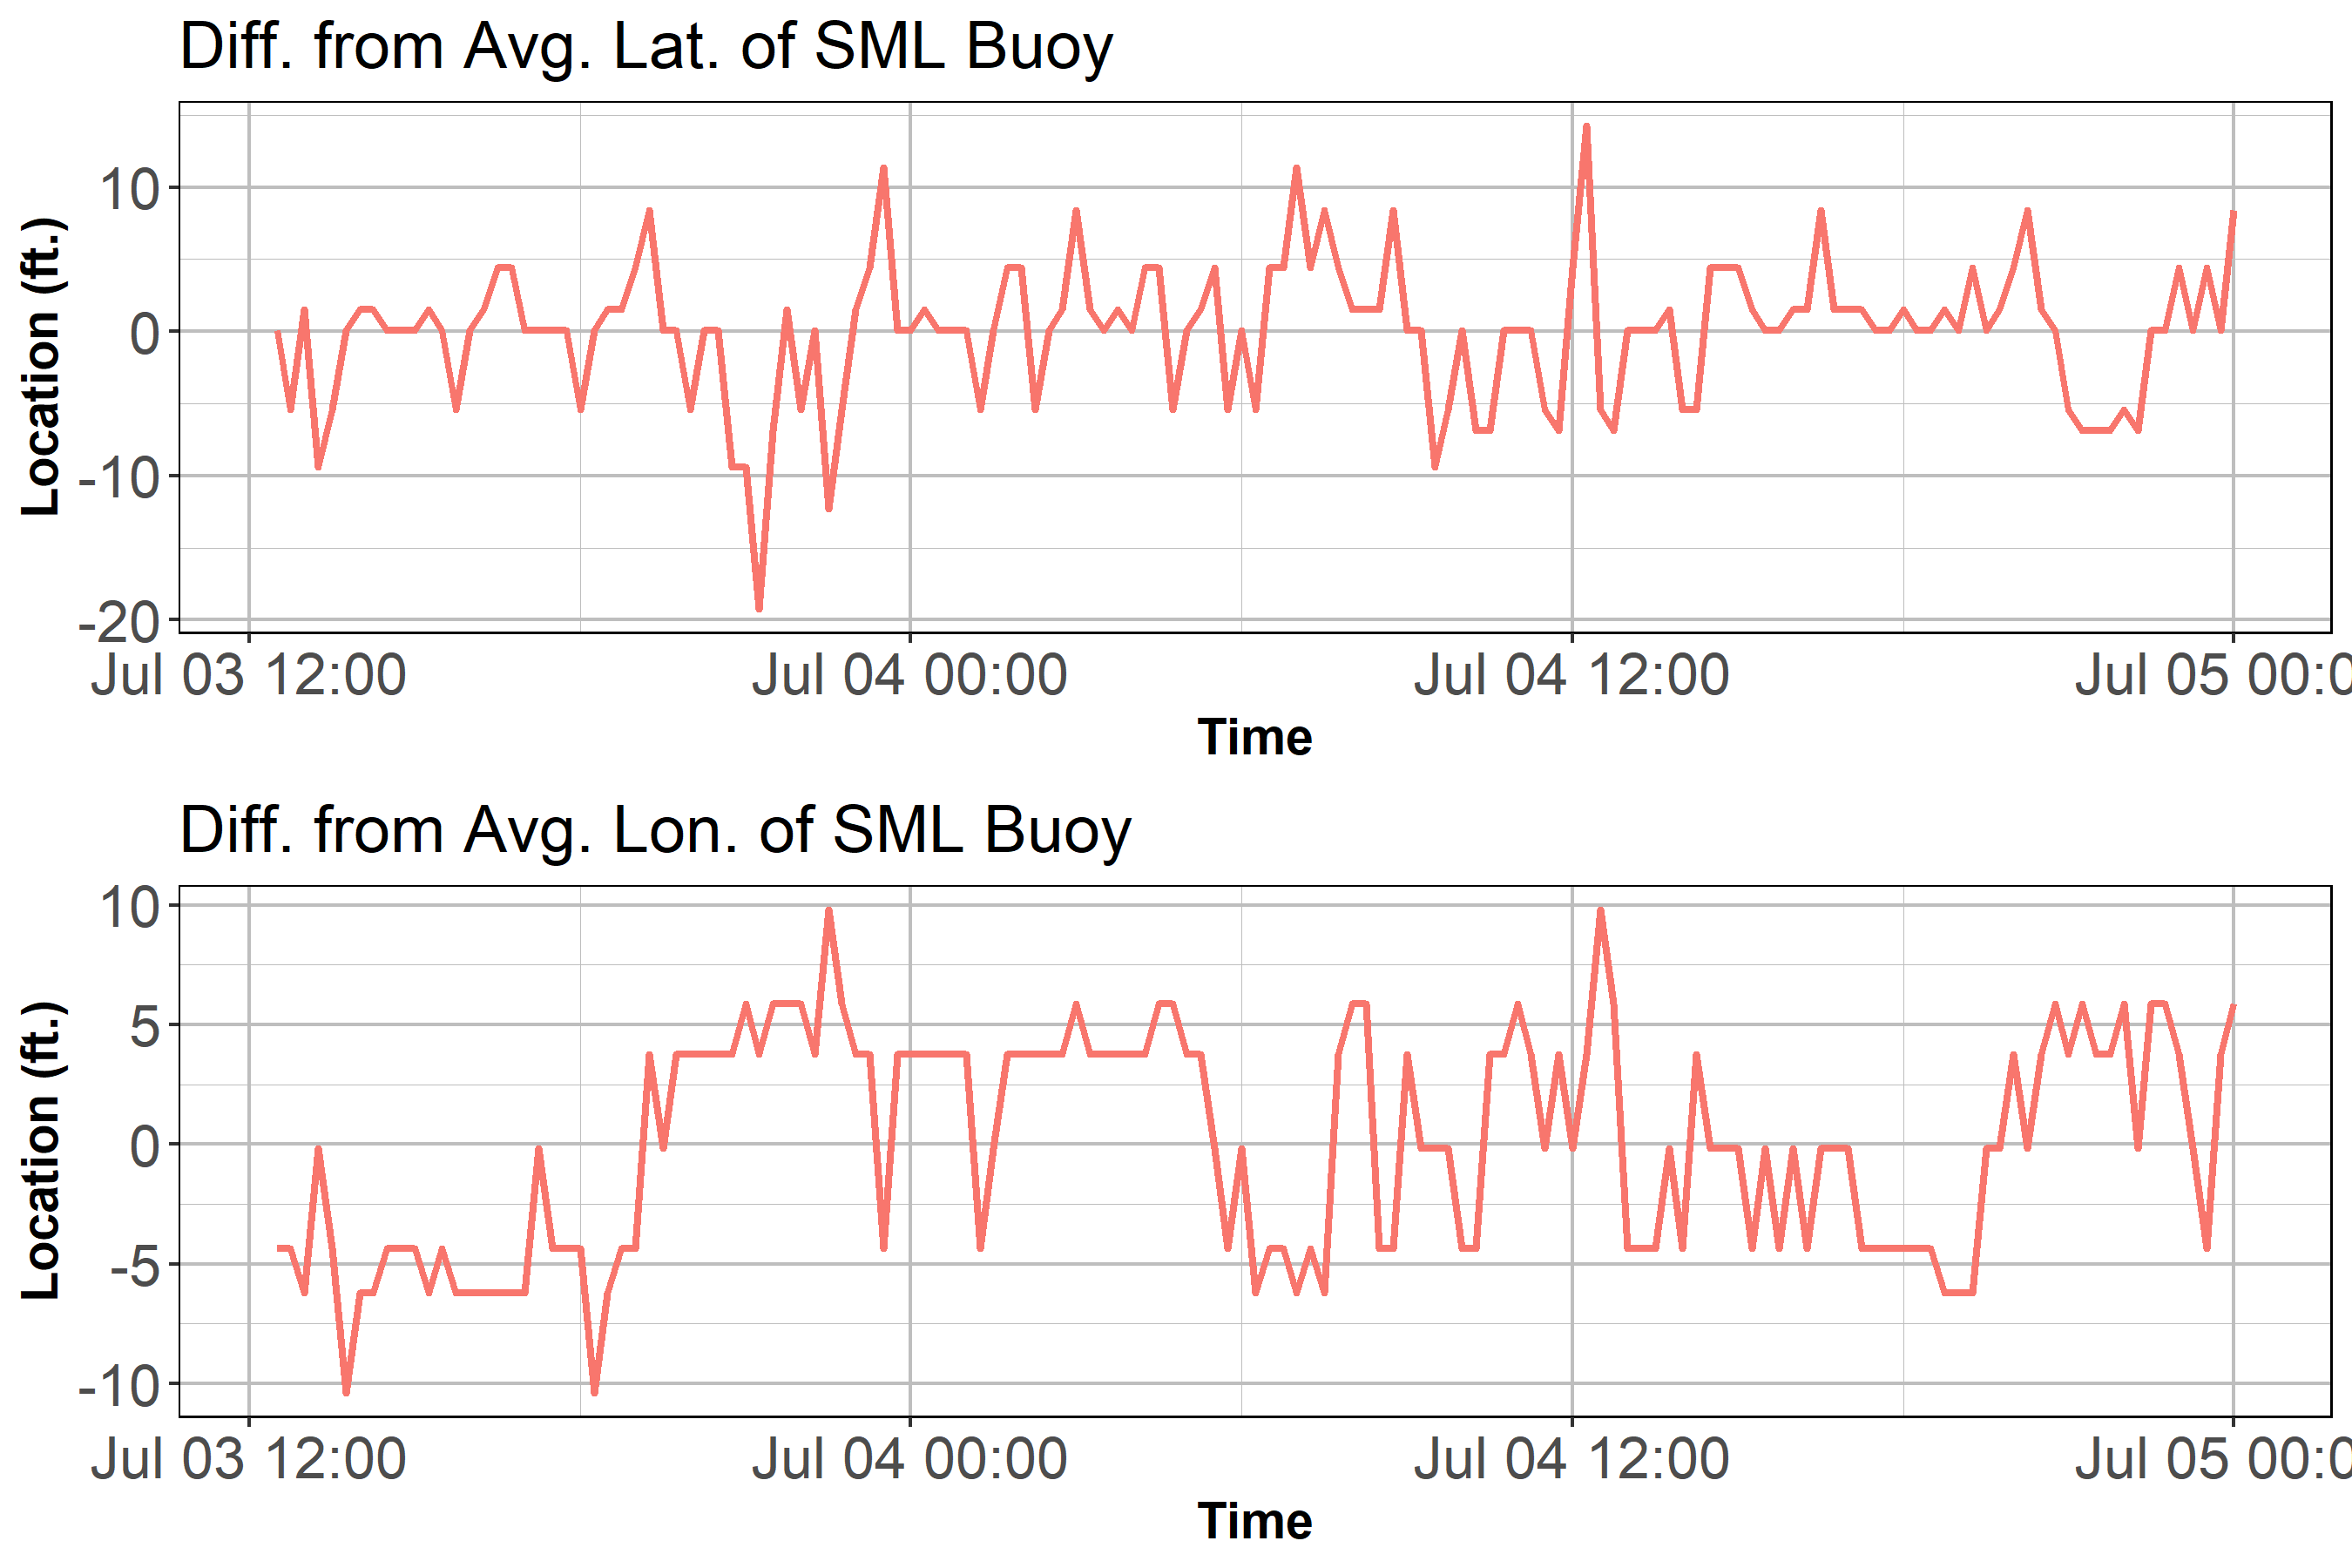 Diff. from Avg. Lat. of SML Buoy
Location (ft.)
10
0
-10
-20
Jul 03 12:00 Jul 04 00:00 Jul 04 12:00 Jul 05 00:0
Time
Diff. from Avg. Lon. of SML Buoy
Location (ft.)
10
5
0
-5
-10
Jul 03 12:00 Jul 04 00:00 Jul 04 12:00 Jul 05 00:0
Time